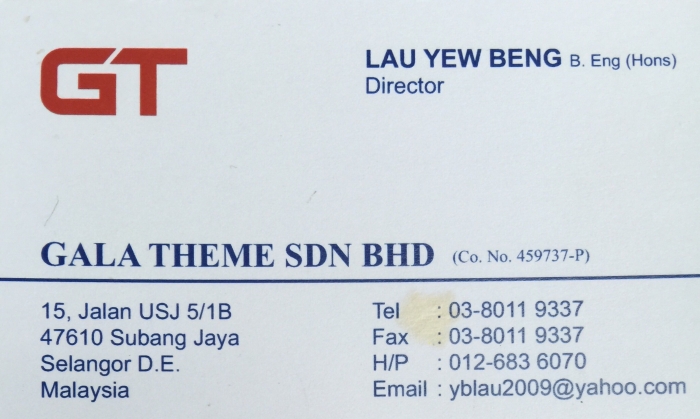 GT
LAU YEW BENG B. Eng (Hons)
Director
GALA THEME SDN BHD (Co. No. 459737-P)
15, Jalan USJ 5/1B
47610 Subang Jaya
Selangor D.E.
Malaysia
Tel : 03-8011 9337
Fax : 03-8011 9337
H/P : 012-683 6070
Email : yblau2009@yahoo.com